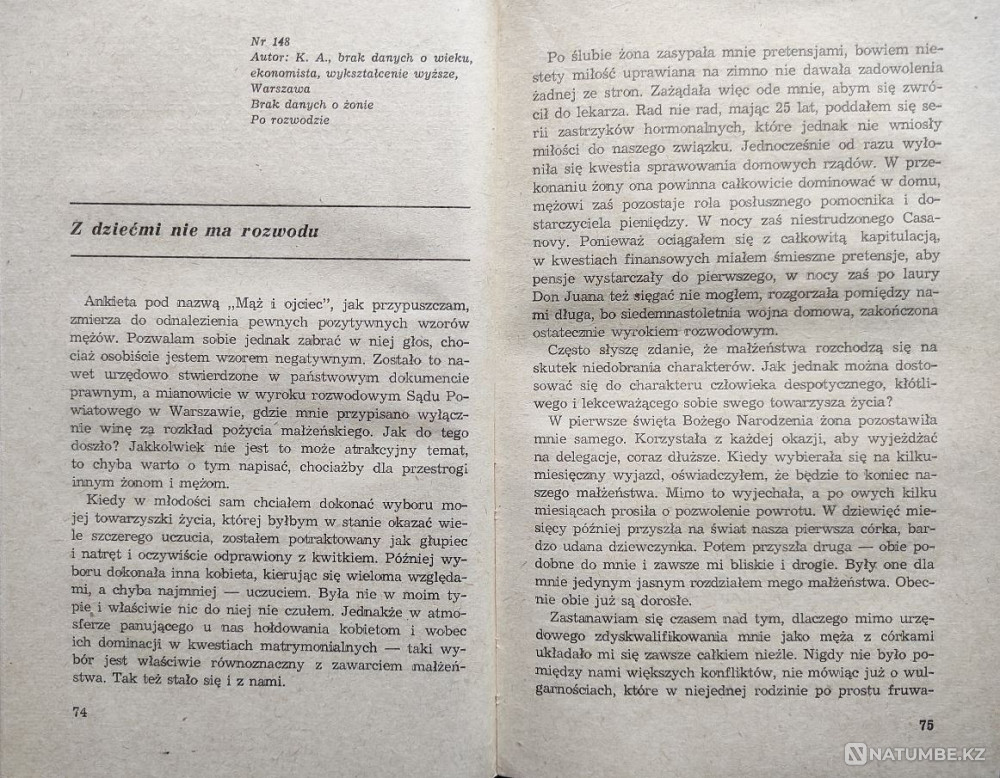 Nr 148
Autor: K. A., brak danych o wieku,
ekonomista, wykształcenie wyższe,
Warszawa
Brak danych o żonie
Po rozwodzie
Z dziećmi nie ma rozwodu
Ankieta pod nazwą „Mąż i ojciec”, jak przypuszczam,
zmierza do odnalezienia pewnych pozytywnych wzorów
mężów. Pozwalam sobie jednak zabrać w niej głos, cho-
ciaż osobiście jestem wzorem negatywnym. Zostało to na-
wet urzędowo stwierdzone w państwowym dokumencie
prawnym, a mianowicie w wyroku rozwodowym Sądu Po-
wiatowego w Warszawie, gdzie mnie przypisano wyłącz-
nie winę za rozkład pożycia małżeńskiego. Jak do tego
doszło? Jakkolwiek nie jest to może atrakcyjny temat,
to chyba warto o tym napisać, chociażby dla przestrogi
innym żonom i mężom.
Kiedy w młodości sam chciałem dokonać wyboru mo-
jej towarzyszki życia, której byłbym w stanie okazać wie-
le szczerego uczucia, zostałem potraktowany jak głupiec
i natręt i oczywiście odprawiony z kwitkiem. Później wy-
boru dokonała inna kobieta, kierując się wieloma względa-
mi, a chyba najmniej — uczuciem. Była nie w moim ty-
pie i właściwie nic do niej nie czułem. Jednakże w atmo-
sferze panującego u nas hołdowania kobietom i wobec
ich dominacji w kwestiach matrymonialnych — taki wy-
bór jest właściwie równoznaczny z zawarciem małżeń-
stwa. Tak też stało się i z nami.
74
Po ślubie żona zasypała mnie pretensjami, bowiem nie-
stety miłość uprawiana na zimno nie dawała zadowolenia
żadnej ze stron. Zażądała więc ode mnie, abym się zwró-
cił do lekarza. Rad nie rad, mając 25 lat, poddałem się se-
rii zastrzyków hormonalnych, które jednak nie wniosły
miłości do naszego związku. Jednocześnie od razu wyło-
niła się kwestia sprawowania domowych rządów. W prze-
konaniu żony ona powinna całkowicie dominować w domu,
mężowi zaś pozostaje rola posłusznego pomocnika i do-
starczyciela pieniędzy. W nocy zaś niestrudzonego Casa-
novy. Ponieważ ociągałem się z całkowitą kapitulacją,
w kwestiach finansowych miałem śmieszne pretensje, aby
pensje wystarczały do pierwszego, w nocy zaś po laury
Don Juana też sięgać nie mogłem, rozgorzała pomiędzy na-
mi długa, bo siedemnastoletnia wojna domowa, zakończona
ostatecznie wyrokiem rozwodowym.
Często słyszę zdanie, że małżeństwa rozchodzą się na
skutek niedobrania charakterów. Jak jednak można dosto-
sować się do charakteru człowieka despotycznego, kłótli-
wego i lekceważącego sobie swego towarzysza życia?
W pierwsze święta Bożego Narodzenia żona pozostawiła
mnie samego. Korzystała z każdej okazji, aby wyjeżdżać
na delegacje, coraz dłuższe. Kiedy wybierała się na kilku-
miesięczny wyjazd, oświadczyłem, że będzie to koniec na-
szego małżeństwa. Mimo to wyjechała, a po owych kilku
miesiącach prosiła o pozwolenie powrotu. W dziewięć mie-
sięcy później przyszła na świat nasza pierwsza córka, bar-
dzo udana dziewczynka. Potem przyszła druga — obie po-
dobne do mnie i zawsze mi bliskie i drogie. Były one dla
mnie jedynym jasnym rozdziałem mego małżeństwa. Obec-
nie obie już są dorosłe.
Zastanawiam się czasem nad tym, dlaczego mimo urzę-
dowego zdyskwalifikowania mnie jako męża z córkami
układało mi się zawsze całkiem nieźle. Nigdy nie było po-
między nami większych konfliktów, nie mówiąc już o wul-
garnościach, które w niejednej rodzinie po prostu fruwa-
75
NATUMBE.KZ